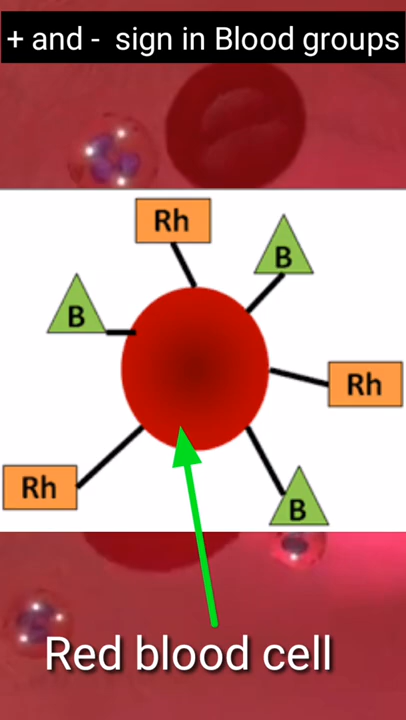 + and - sign in Blood groups
Rh
B
B
Rh
Rh
B
Red blood cell